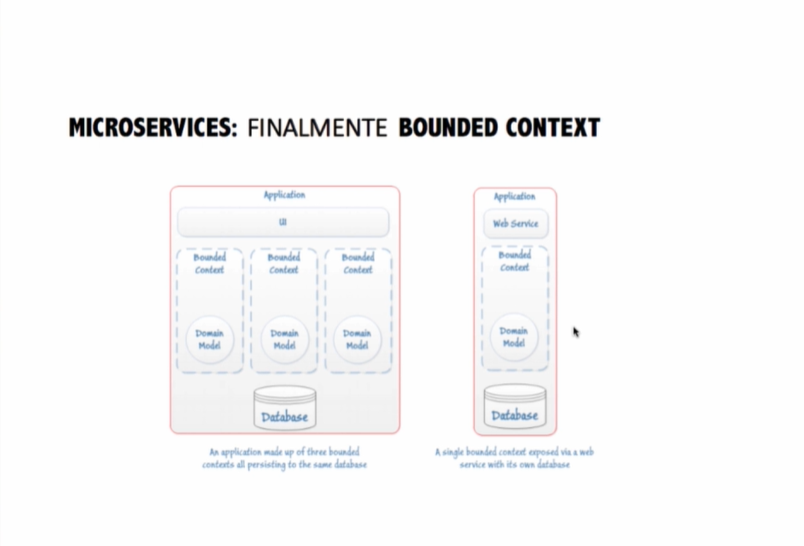 MICROSERVICES: FINALMENTE BOUNDED CONTEXT
Application
UI
Bounded
Context
Domain
Model
Bounded
Context
Domain
Model
Bounded
Context
Domain
Model
Database
An application made up of three bounded
contexts all persisting to the same database
Application
Web Service
Bounded
Context
Domain
Model
Database
A single bounded context exposed via a web
service with its own database